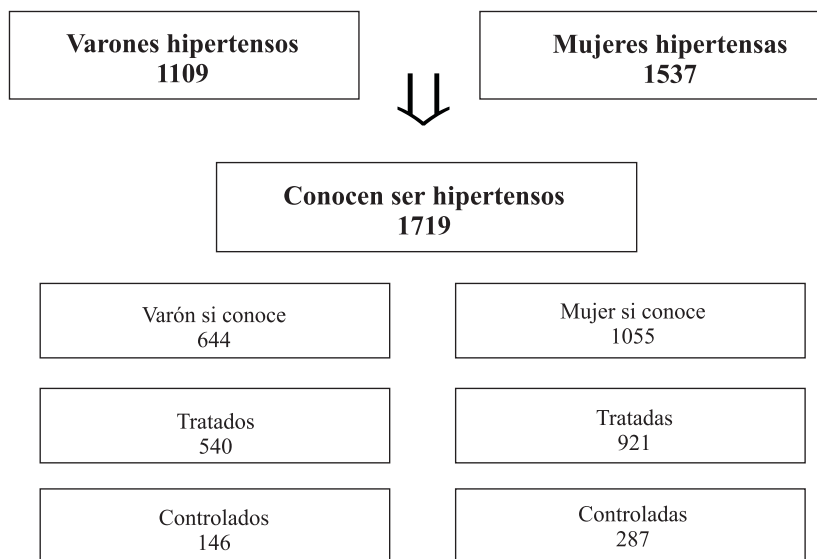 Varones hipertensos
1109
Mujeres hipertensas
1537
Conocen ser hipertensos
1719
Varón si conoce
644
Mujer si conoce
1055
Tratados
540
Tratadas
921
Controlados
146
Controladas
287